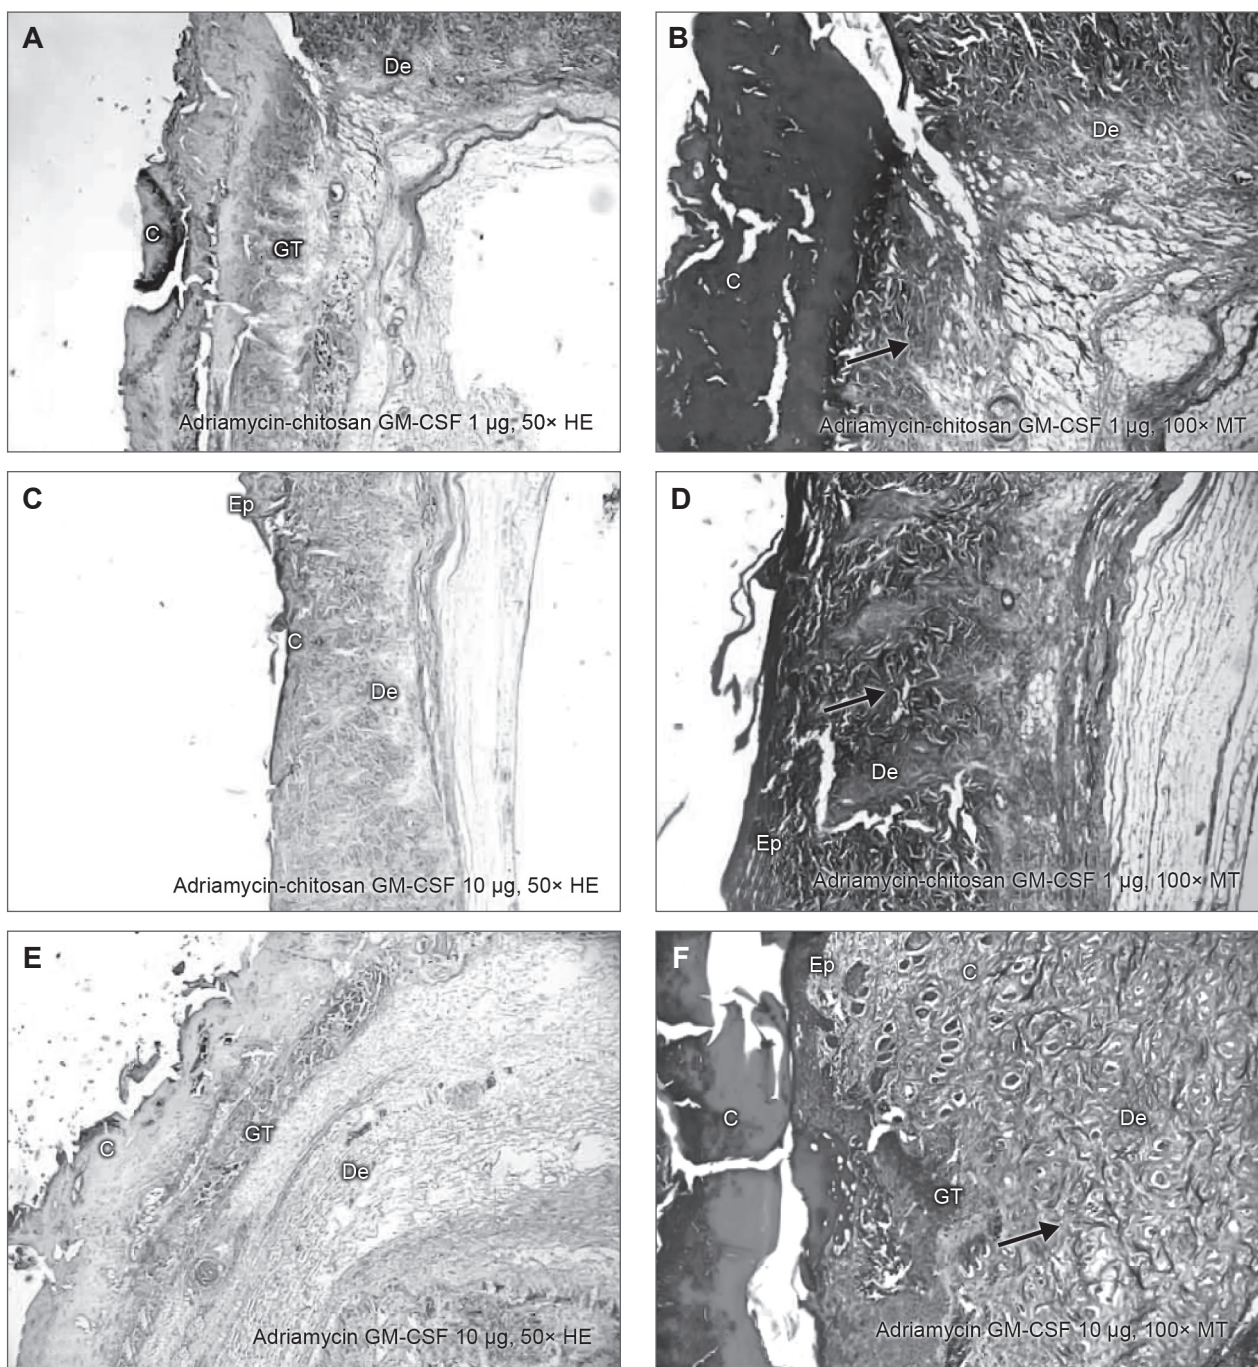 A
De
C
GT
Adriamycin-chitosan GM-CSF 1 µg, 50× HE
B
De
C
Adriamycin-chitosan GM-CSF 1 µg, 100× MT
C
Ep
C
De
Adriamycin-chitosan GM-CSF 10 µg, 50× HE
D
De
Ep
Adriamycin-chitosan GM-CSF 1 µg, 100× MT
E
C
GT
De
Adriamycin GM-CSF 10 µg, 50× HE
F
Ep
C
C
De
GT
Adriamycin GM-CSF 10 µg, 100× MT